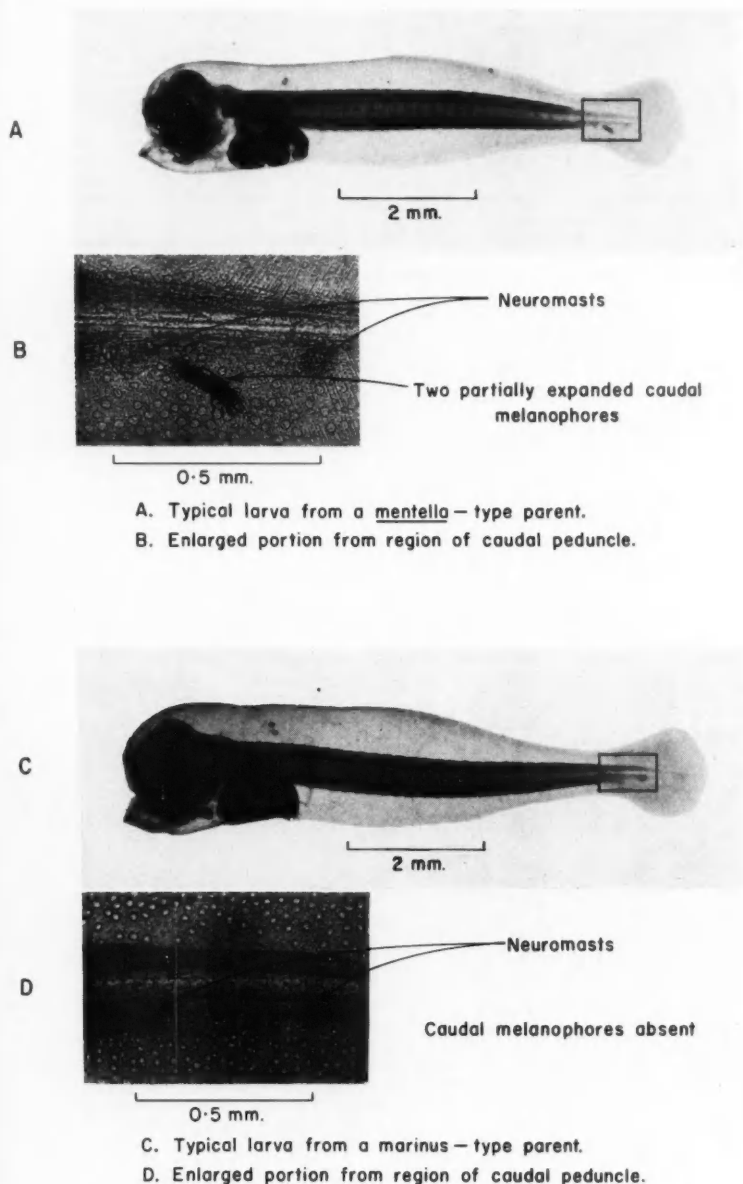 A
2 mm.
B
Neuromasts
Two partially expanded caudal
melanophores
0·5 mm.
A. Typical larva from a mentella – type parent.
B. Enlarged portion from region of caudal peduncle.
C
2 mm.
D
Neuromasts
Caudal melanophores absent
0·5 mm.
C. Typical larva from a marinus – type parent.
D. Enlarged portion from region of caudal peduncle.